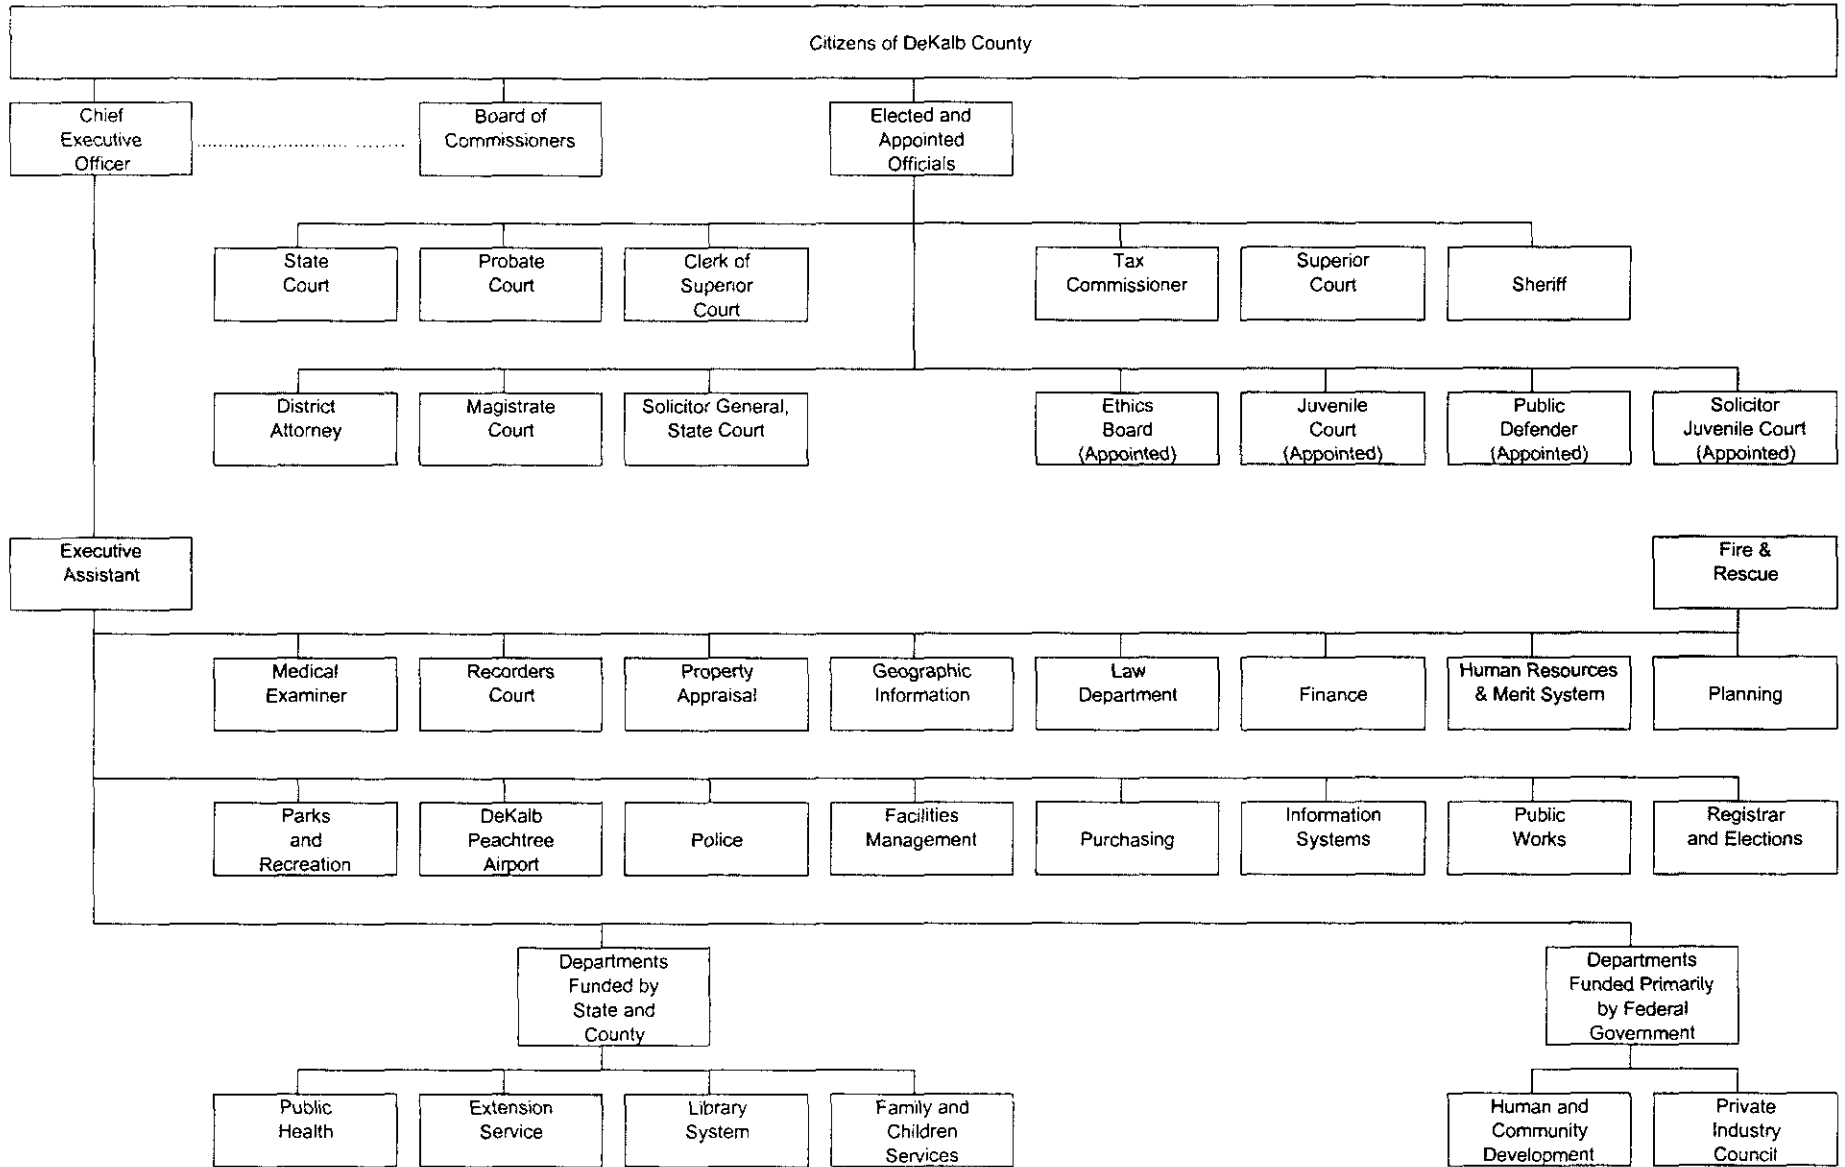 Citizens of DeKalb County
Chief
Executive
Officer
Board of
Commissioners
Elected and
Appointed
Officials
State
Court
Probate
Court
Clerk of
Superior
Court
Tax
Commissioner
Superior
Court
Sheriff
District
Attorney
Magistrate
Court
Solicitor General,
State Court
Ethics
Board
(Appointed)
Juvenile
Court
(Appointed)
Public
Defender
(Appointed)
Solicitor
Juvenile Court
(Appointed)
Executive
Assistant
Fire &
Rescue
Medical
Examiner
Recorders
Court
Property
Appraisal
Geographic
Information
Law
Department
Finance
Human Resources
& Merit System
Planning
Parks
and
Recreation
DeKalb
Peachtree
Airport
Police
Facilities
Management
Purchasing
Information
Systems
Public
Works
Registrar
and Elections
Departments
Funded by
State and
County
Departments
Funded Primarily
by Federal
Government
Public
Health
Extension
Service
Library
System
Family and
Children
Services
Human and
Community
Development
Private
Industry
Council